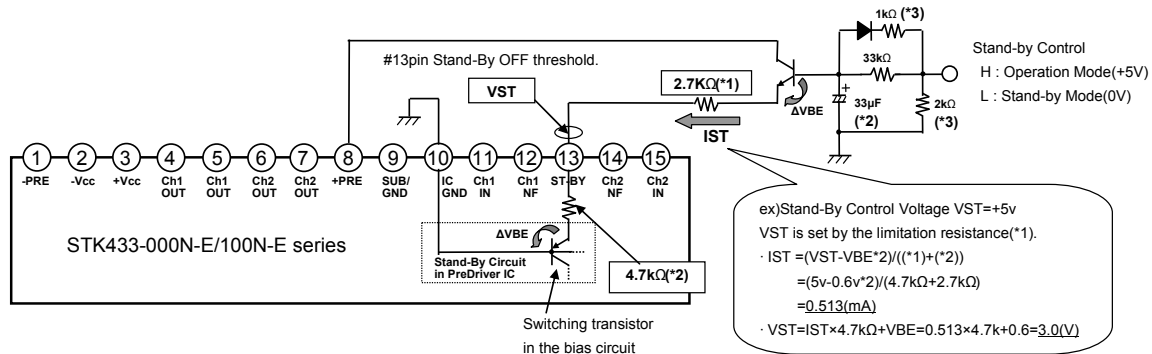 1kΩ (*3)
#13pin Stand-By OFF threshold.
33kΩ
Stand-by Control
H : Operation Mode(+5V)
L : Stand-by Mode(0V)
2.7KΩ(*1)
VST
ΔVBE
33µF
(*2)
2kΩ
(*3)
IST
1 2 3 4 5 6 7 8 9 10 11 12 13 14 15
-PRE -Vcc +Vcc Ch1 OUT Ch1 OUT Ch2 OUT Ch2 OUT +PRE SUB/ GND IC GND Ch1 IN Ch1 NF ST-BY Ch2 NF Ch2 IN
STK433-000N-E/100N-E series
ΔVBE
Stand-By Circuit
in PreDriver IC
4.7kΩ(*2)
Switching transistor
in the bias circuit
ex)Stand-By Control Voltage VST=+5v
VST is set by the limitation resistance(*1).
· IST =(VST-VBE*2)/((*1)+(*2))
=(5v-0.6v*2)/(4.7kΩ+2.7kΩ)
=0.513(mA)
· VST=IST×4.7kΩ+VBE=0.513×4.7k+0.6=3.0(V)